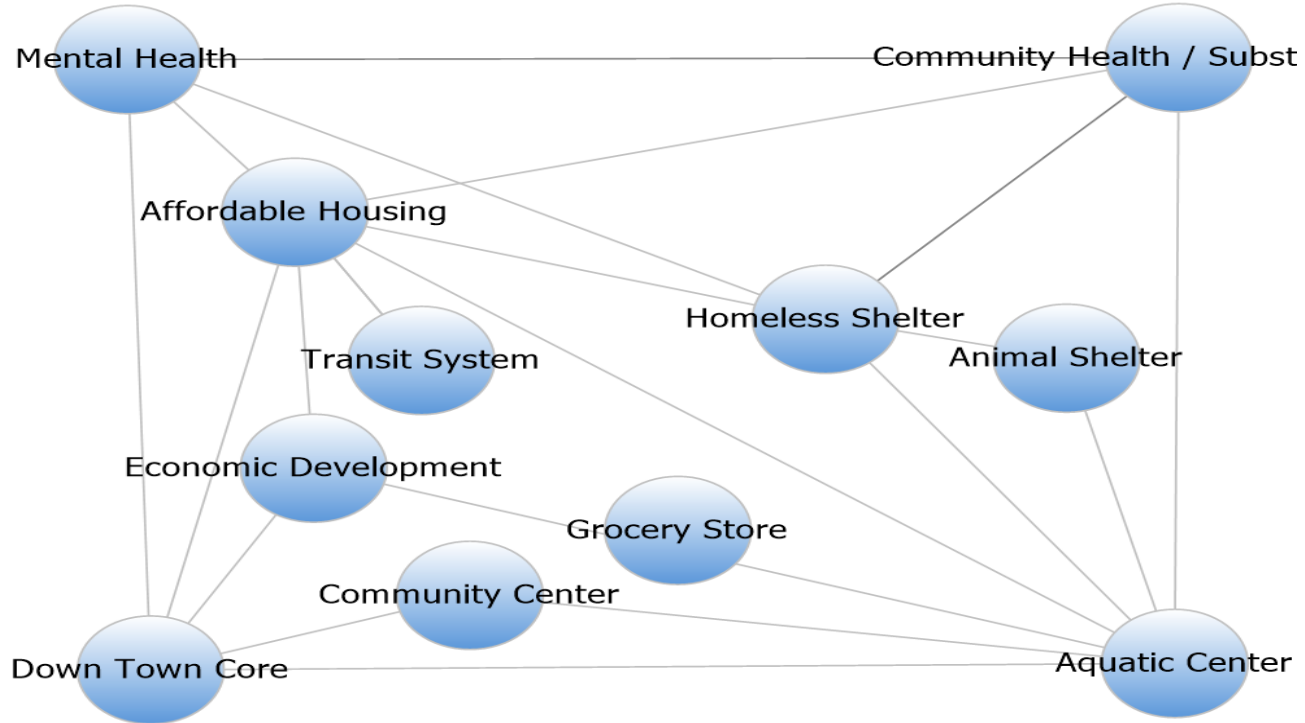 Mental Health
Community Health / Subst
Affordable Housing
Homeless Shelter
Transit System
Animal Shelter
Economic Development
Grocery Store
Community Center
Down Town Core
Aquatic Center